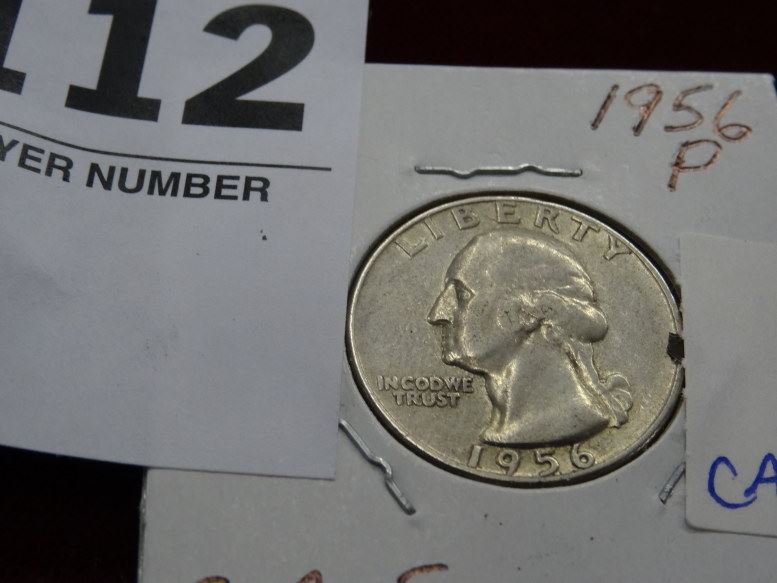 112
YER NUMBER
1956
P
LIBERTY
IN GOD WE
TRUST
1956
CA